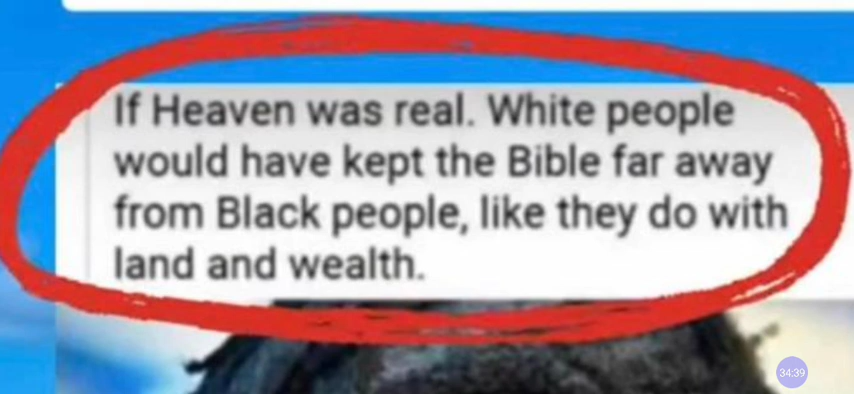 If Heaven was real. White people
would have kept the Bible far away
from Black people, like they do with
land and wealth.
34:39